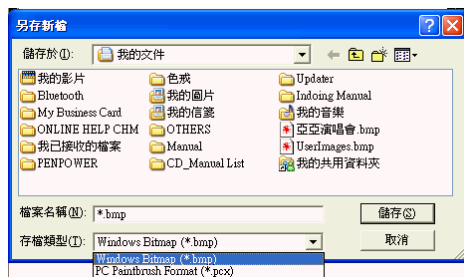 另存新檔
儲存於(I): 我的文件
我的影片 色戒 Updater
Bluetooth 我的圖片 Indoing Manual
My Business Card 我的信箋 我的音樂
ONLINE HELP CHM OTHERS 亞亞演唱會.bmp
我已接收的檔案 Manual UserImages.bmp
PENPOWER CD_Manual List 我的共用資料夾
檔案名稱(N): *.bmp 儲存(S)
存檔類型(T): Windows Bitmap (*.bmp) 取消
Windows Bitmap (*.bmp)
PC Paintbrush Format (*.pcx)